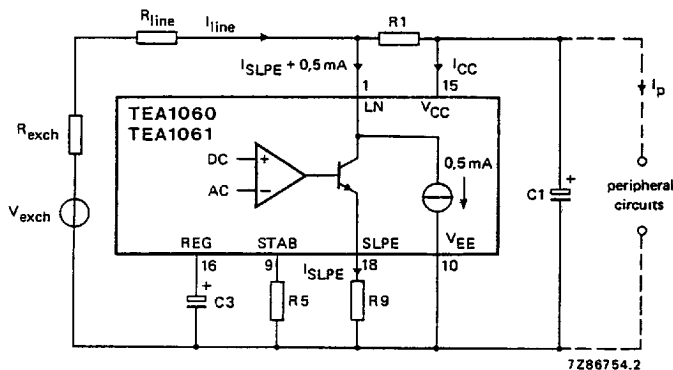 Rline
Iline
R1
ISLPE + 0,5 mA
ICC
1
15
Ip
LN
VCC
TEA1060
TEA1061
Rexch
DC
+
AC
−
0,5 mA
Vexch
C1
+
peripheral
circuits
REG
STAB
SLPE
VEE
16
9
ISLPE
18
10
+
C3
R5
R9
7Z86754.2